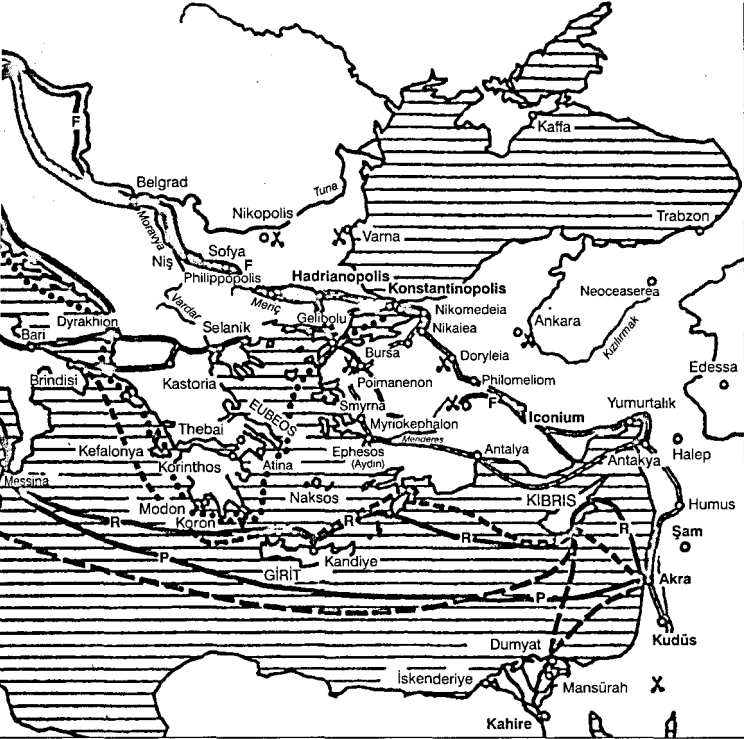 Kaffa
F
Belgrad
Tuna
Nikopolis
Trabzon
Moravya
Varna
Sofya
Niş
F
Philippopolis
Hadrianopolis
Konstantinopolis
Neoceaserea
Vardar
Meriç
Nikomedeia
Dyrakhion
Gelibolu
Nikaiea
Ankara
Kızılırmak
Selanik
Bari
Bursa
Doryleia
Edessa
Brindisi
Kastoria
Poimanenon
Philomeliom
F
Yumurtalık
EUBEOS
Smyrna
Iconium
Thebai
Myriokephalon
Kefalonya
Menderes
Halep
Korinthos
Atina
Ephesos
(Aydın)
Antalya
Antakya
Messina
Naksos
KIBRIS
Humus
Modon
R
Koron
R
R
R
Şam
P
Kandiye
GİRİT
Akra
P
Kudüs
Dumyat
İskenderiye
Mansûrah
Kahire